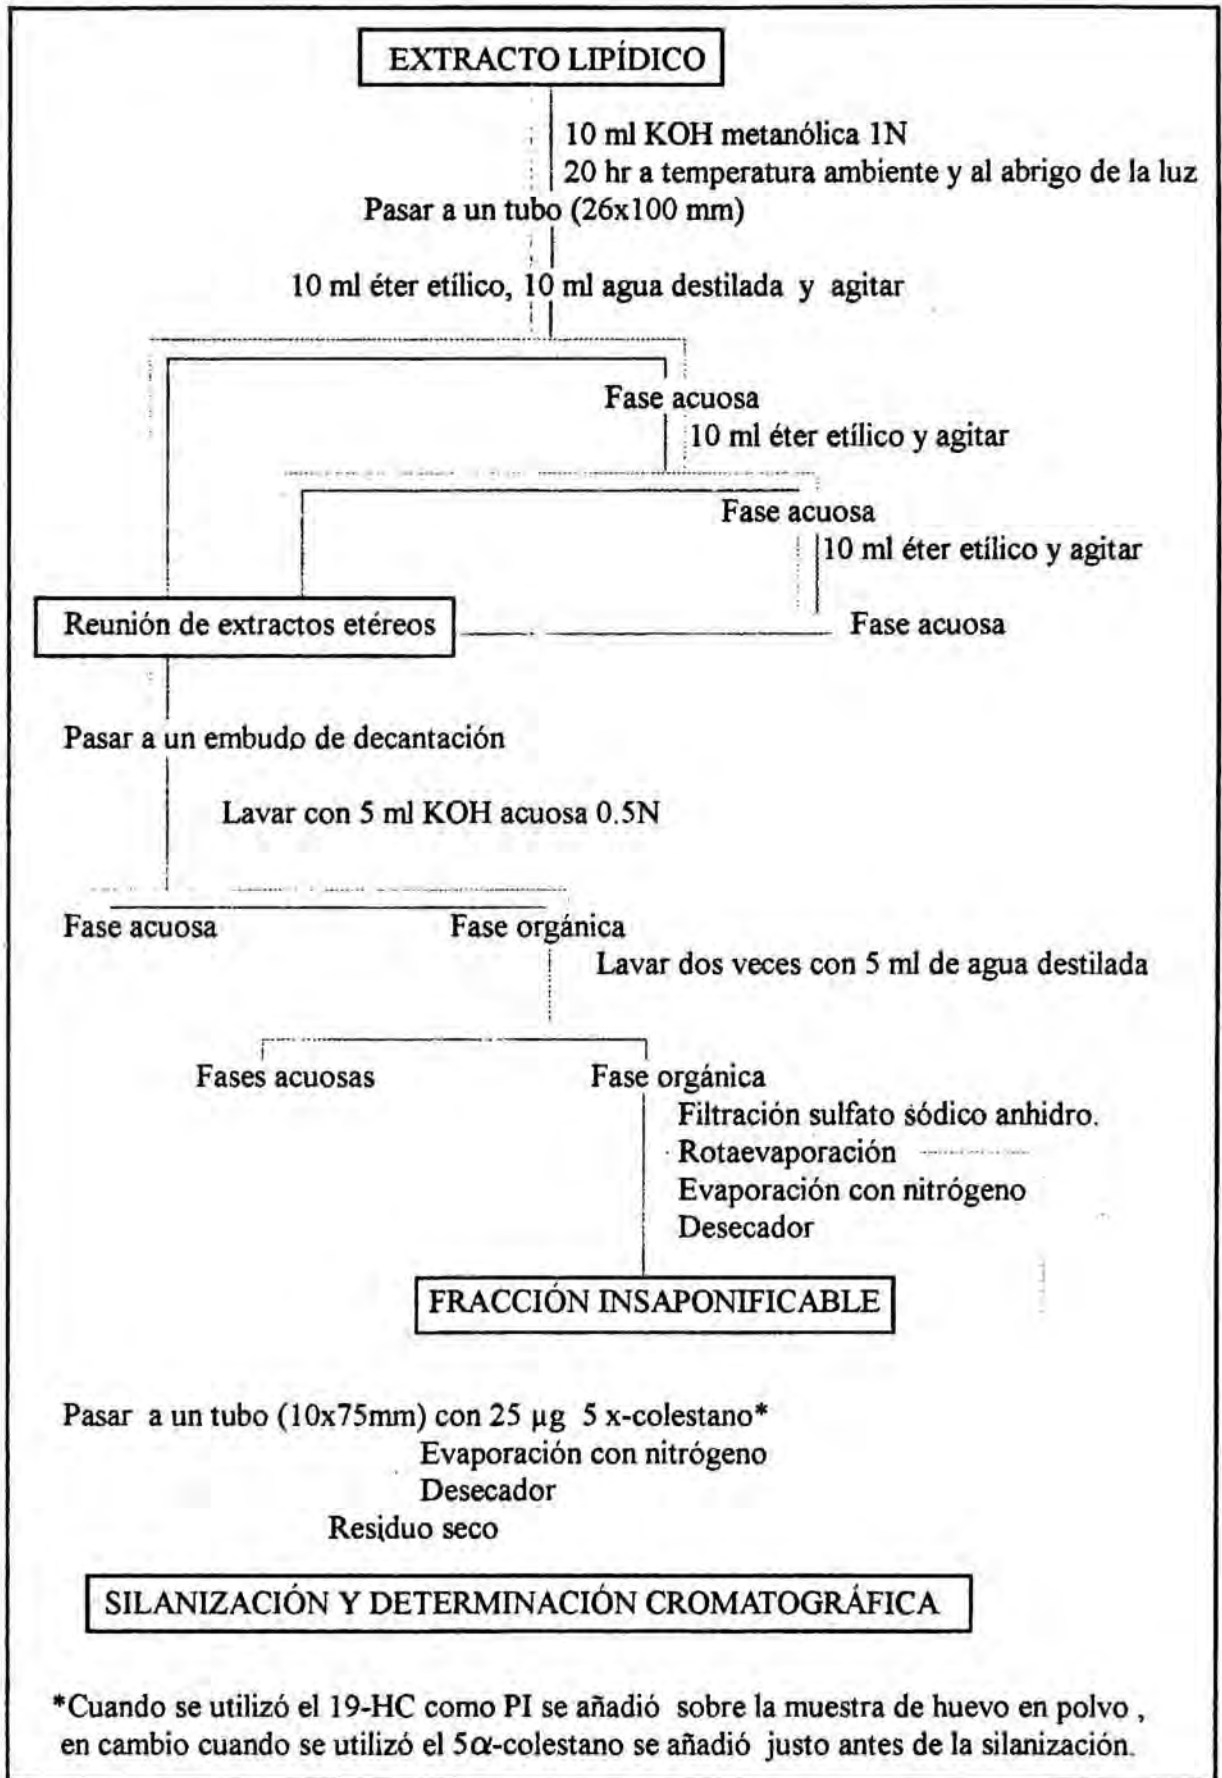 EXTRACTO LIPÍDICO
10 ml KOH metanólica 1N
20 hr a temperatura ambiente y al abrigo de la luz
Pasar a un tubo (26x100 mm)
10 ml éter etílico, 10 ml agua destilada y agitar
Fase acuosa
10 ml éter etílico y agitar
Fase acuosa
10 ml éter etílico y agitar
Reunión de extractos etéreos
Fase acuosa
Pasar a un embudo de decantación
Lavar con 5 ml KOH acuosa 0.5N
Fase acuosa Fase orgánica
Lavar dos veces con 5 ml de agua destilada
Fases acuosas Fase orgánica
Filtración sulfato sódico anhidro.
Rotaevaporación
Evaporación con nitrógeno
Desecador
FRACCIÓN INSAPONIFICABLE
Pasar a un tubo (10x75mm) con 25 µg 5 x-colestano*
Evaporación con nitrógeno
Desecador
Residuo seco
SILANIZACIÓN Y DETERMINACIÓN CROMATOGRÁFICA
*Cuando se utilizó el 19-HC como PI se añadió sobre la muestra de huevo en polvo ,
en cambio cuando se utilizó el 5α-colestano se añadió justo antes de la silanización.